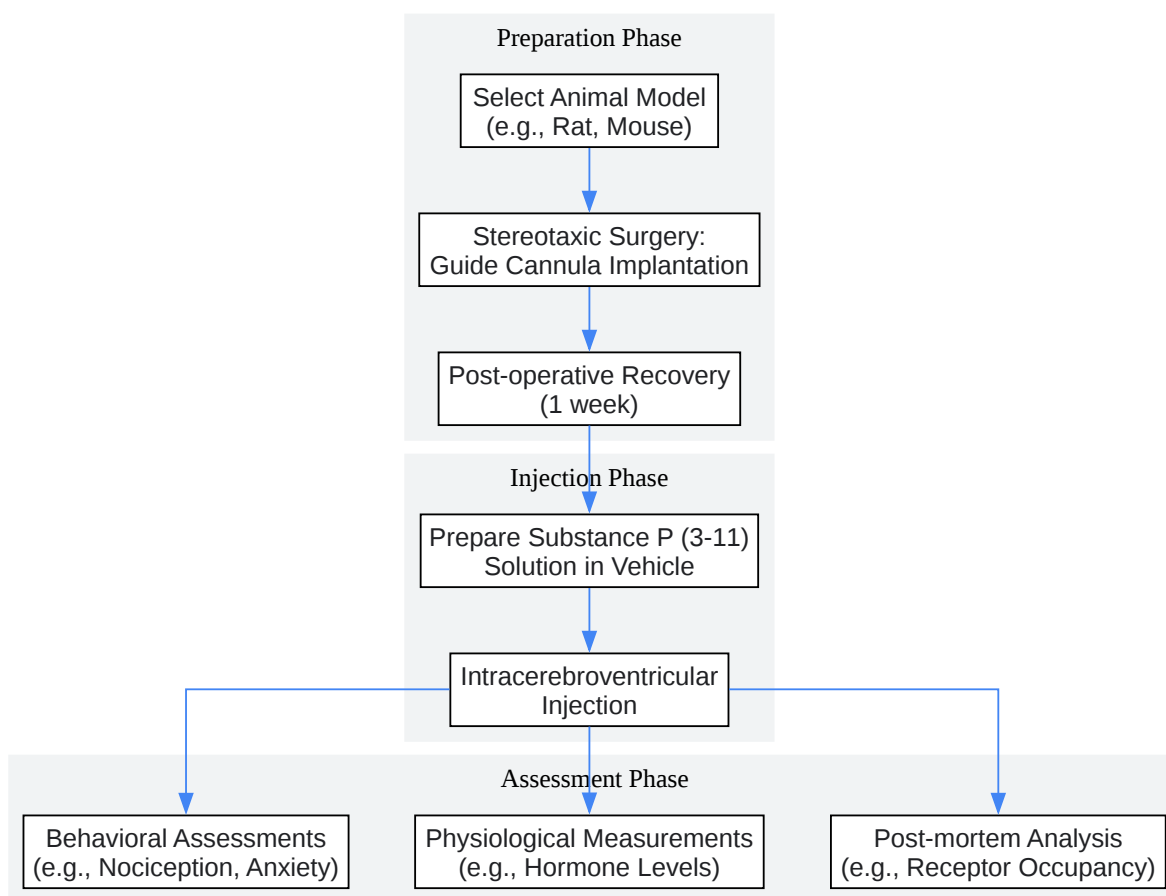 Preparation Phase
Select Animal Model
(e.g., Rat, Mouse)
Stereotaxic Surgery:
Guide Cannula Implantation
Post-operative Recovery
(1 week)
Injection Phase
Prepare Substance P (3-11)
Solution in Vehicle
Intracerebroventricular
Injection
Assessment Phase
Behavioral Assessments
(e.g., Nociception, Anxiety)
Physiological Measurements
(e.g., Hormone Levels)
Post-mortem Analysis
(e.g., Receptor Occupancy)